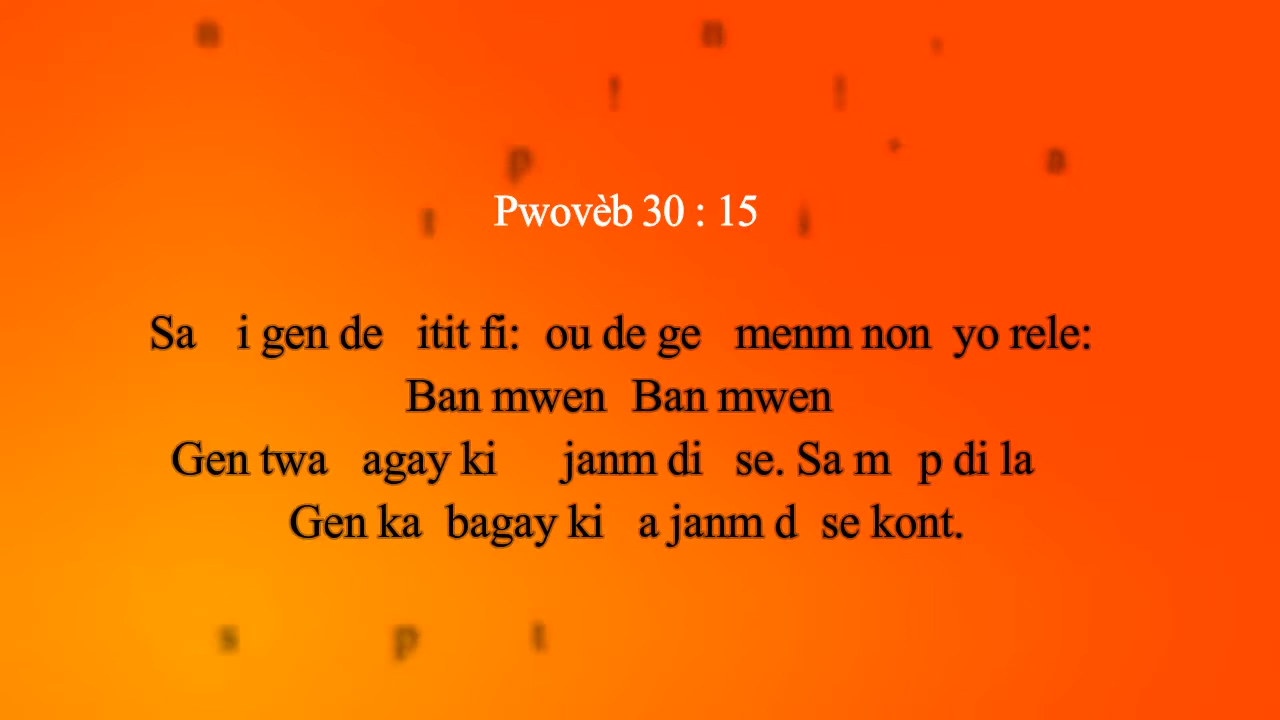 Pwovèb 30 : 15
Sa i gen de itit fi: ou de ge menm non yo rele:
Ban mwen Ban mwen
Gen twa agay ki janm di se. Sa m p di la
Gen ka bagay ki a janm d se kont.